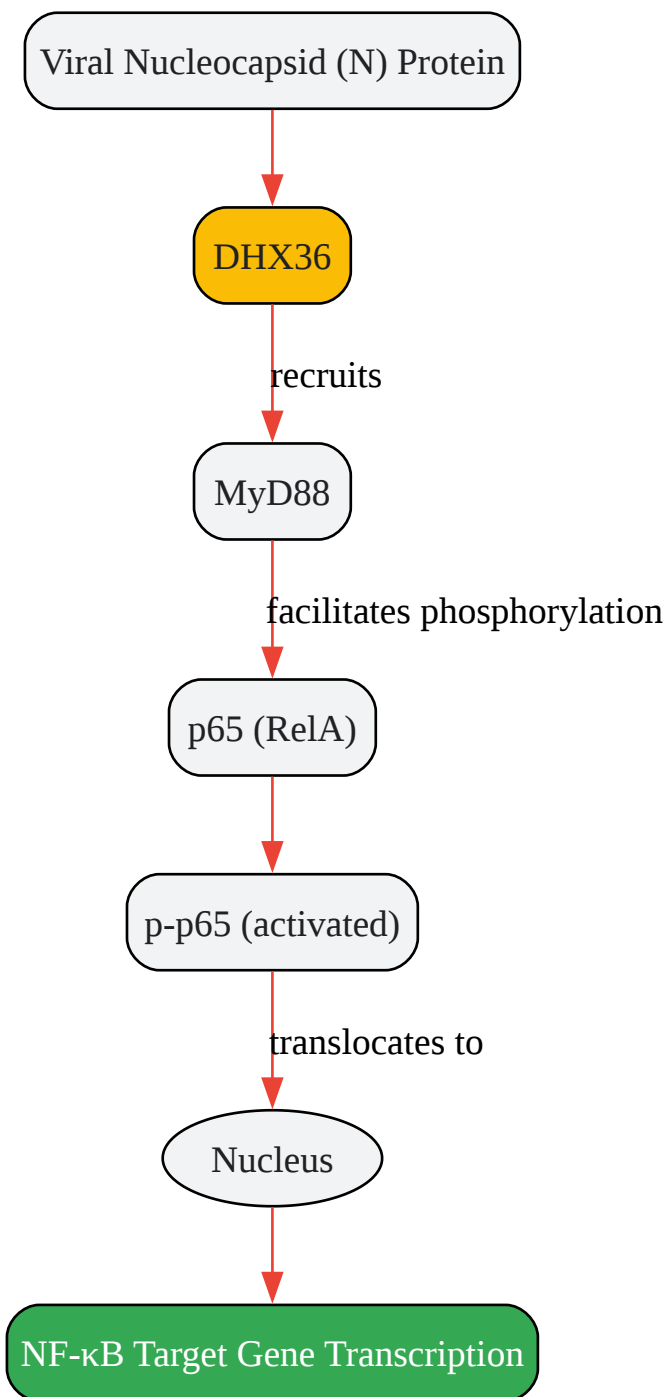 Viral Nucleocapsid (N) Protein
DHX36
recruits
MyD88
facilitates phosphorylation
p65 (RelA)
p-p65 (activated)
translocates to
Nucleus
NF-κB Target Gene Transcription